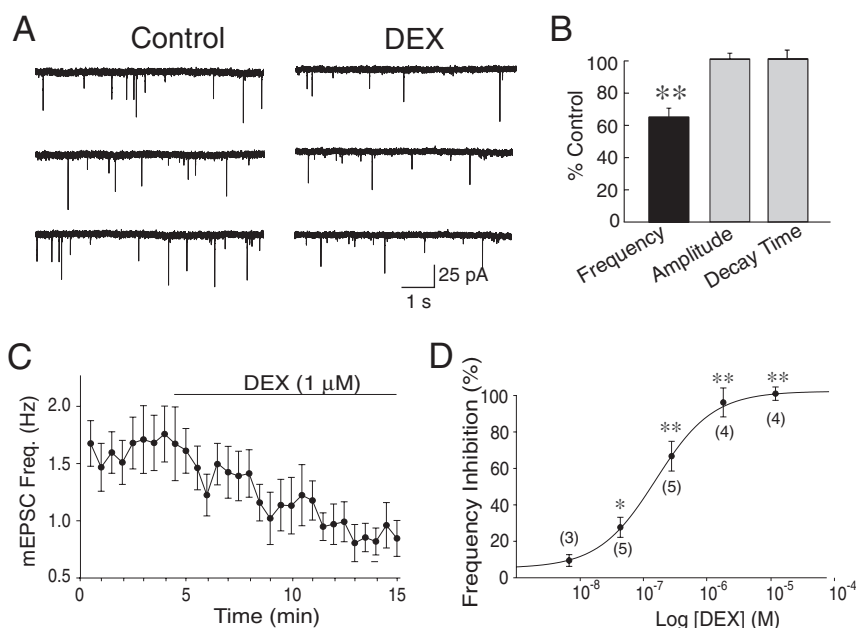 A
Control
DEX
25 pA
1 s
B
% Control
100
80
60
40
20
0
**
Frequency
Amplitude
Decay Time
C
DEX (1 µM)
mEPSC Freq. (Hz)
2.0
1.5
1.0
0.5
0
5
10
15
Time (min)
D
Frequency Inhibition (%)
100
80
60
40
20
0
(3)
*
(5)
**
(5)
**
(4)
**
(4)
10⁻⁸
10⁻⁷
10⁻⁶
10⁻⁵
10⁻⁴
Log [DEX] (M)